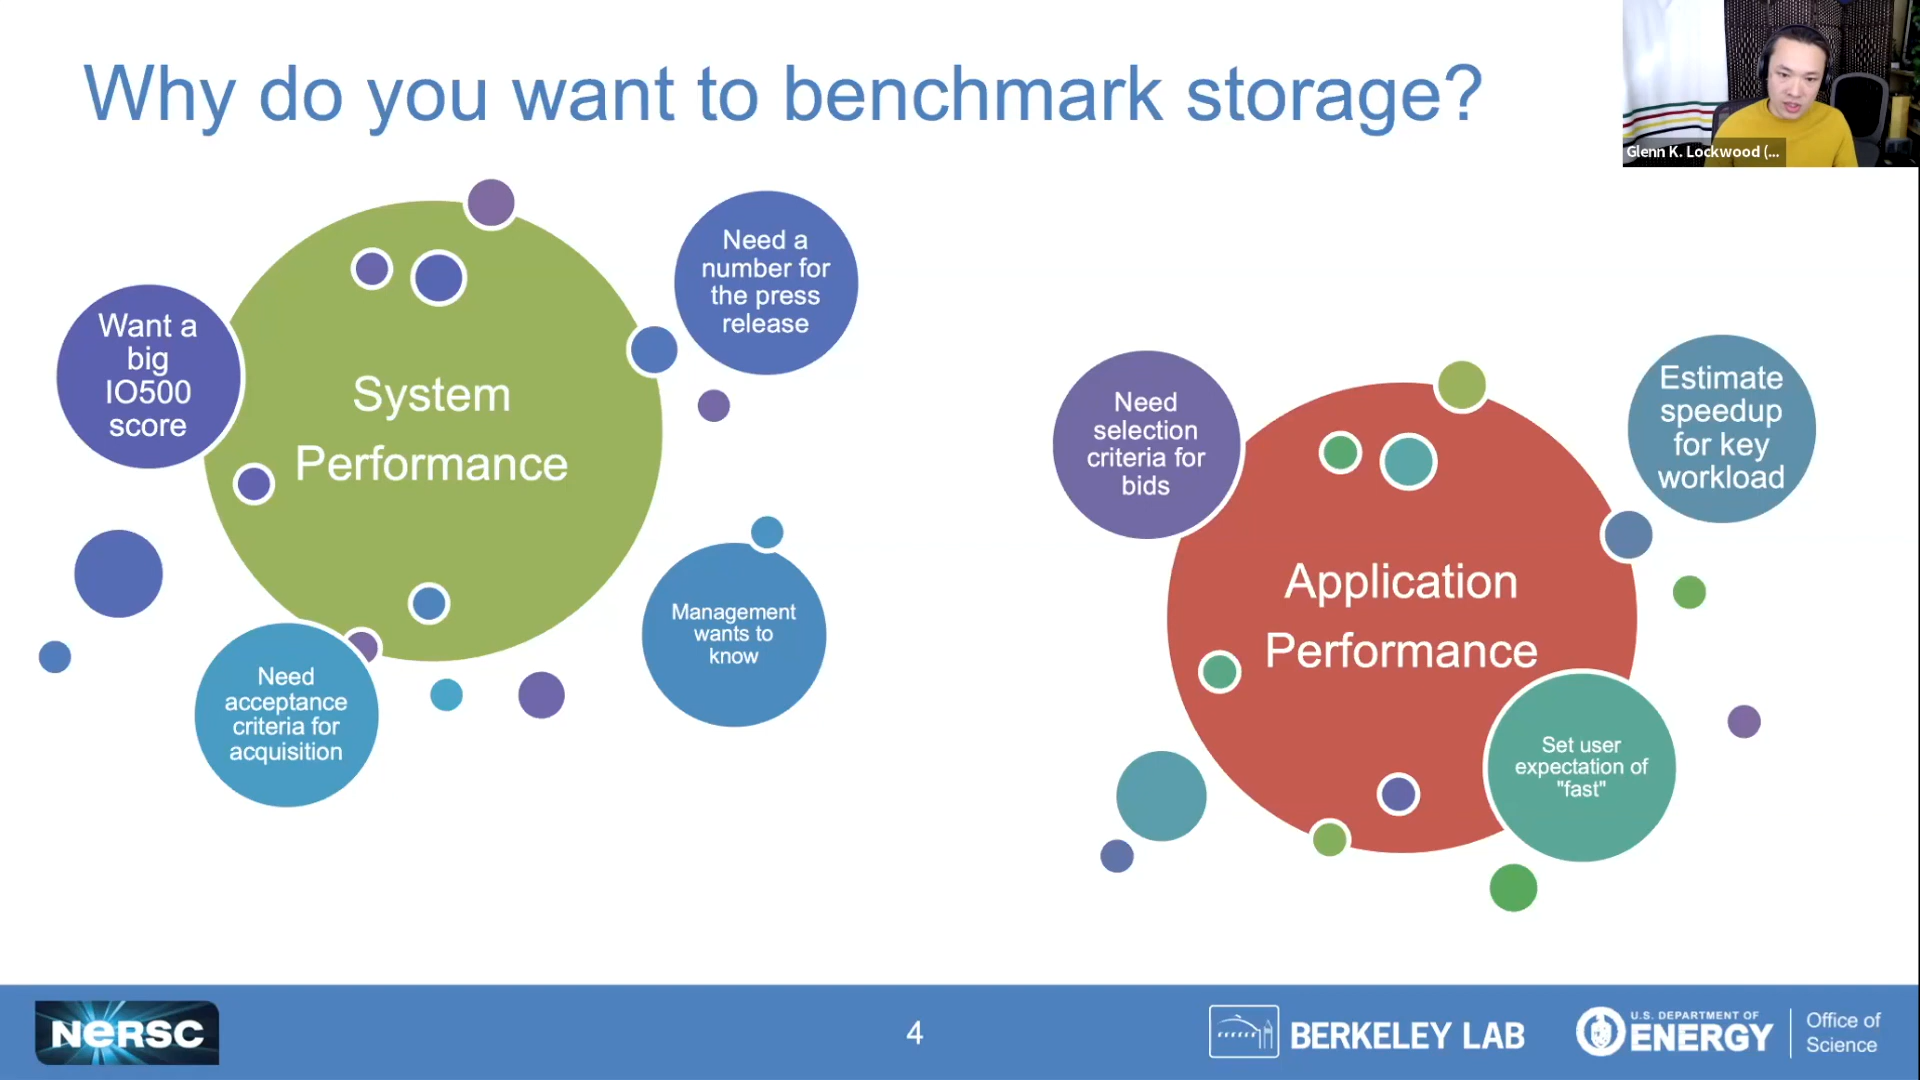 Why do you want to benchmark storage?
Glenn K. Lockwood (...
Want a
big
IO500
score
System
Performance
Need a
number for
the press
release
Need
acceptance
criteria for
acquisition
Management
wants to
know
Need
selection
criteria for
bids
Application
Performance
Estimate
speedup
for key
workload
Set user
expectation of
"fast"
NeRSC
4
BERKELEY LAB
U.S. DEPARTMENT OF
ENERGY
Office of
Science